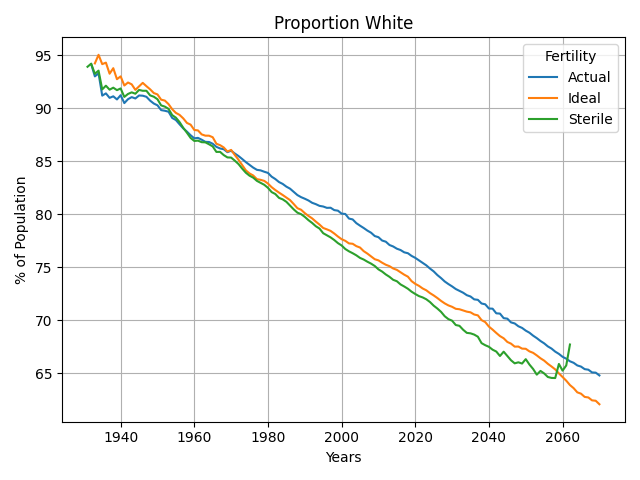 Proportion White
% of Population
95
90
85
80
75
70
65
Fertility
Actual
Ideal
Sterile
1940
1960
1980
2000
2020
2040
2060
Years